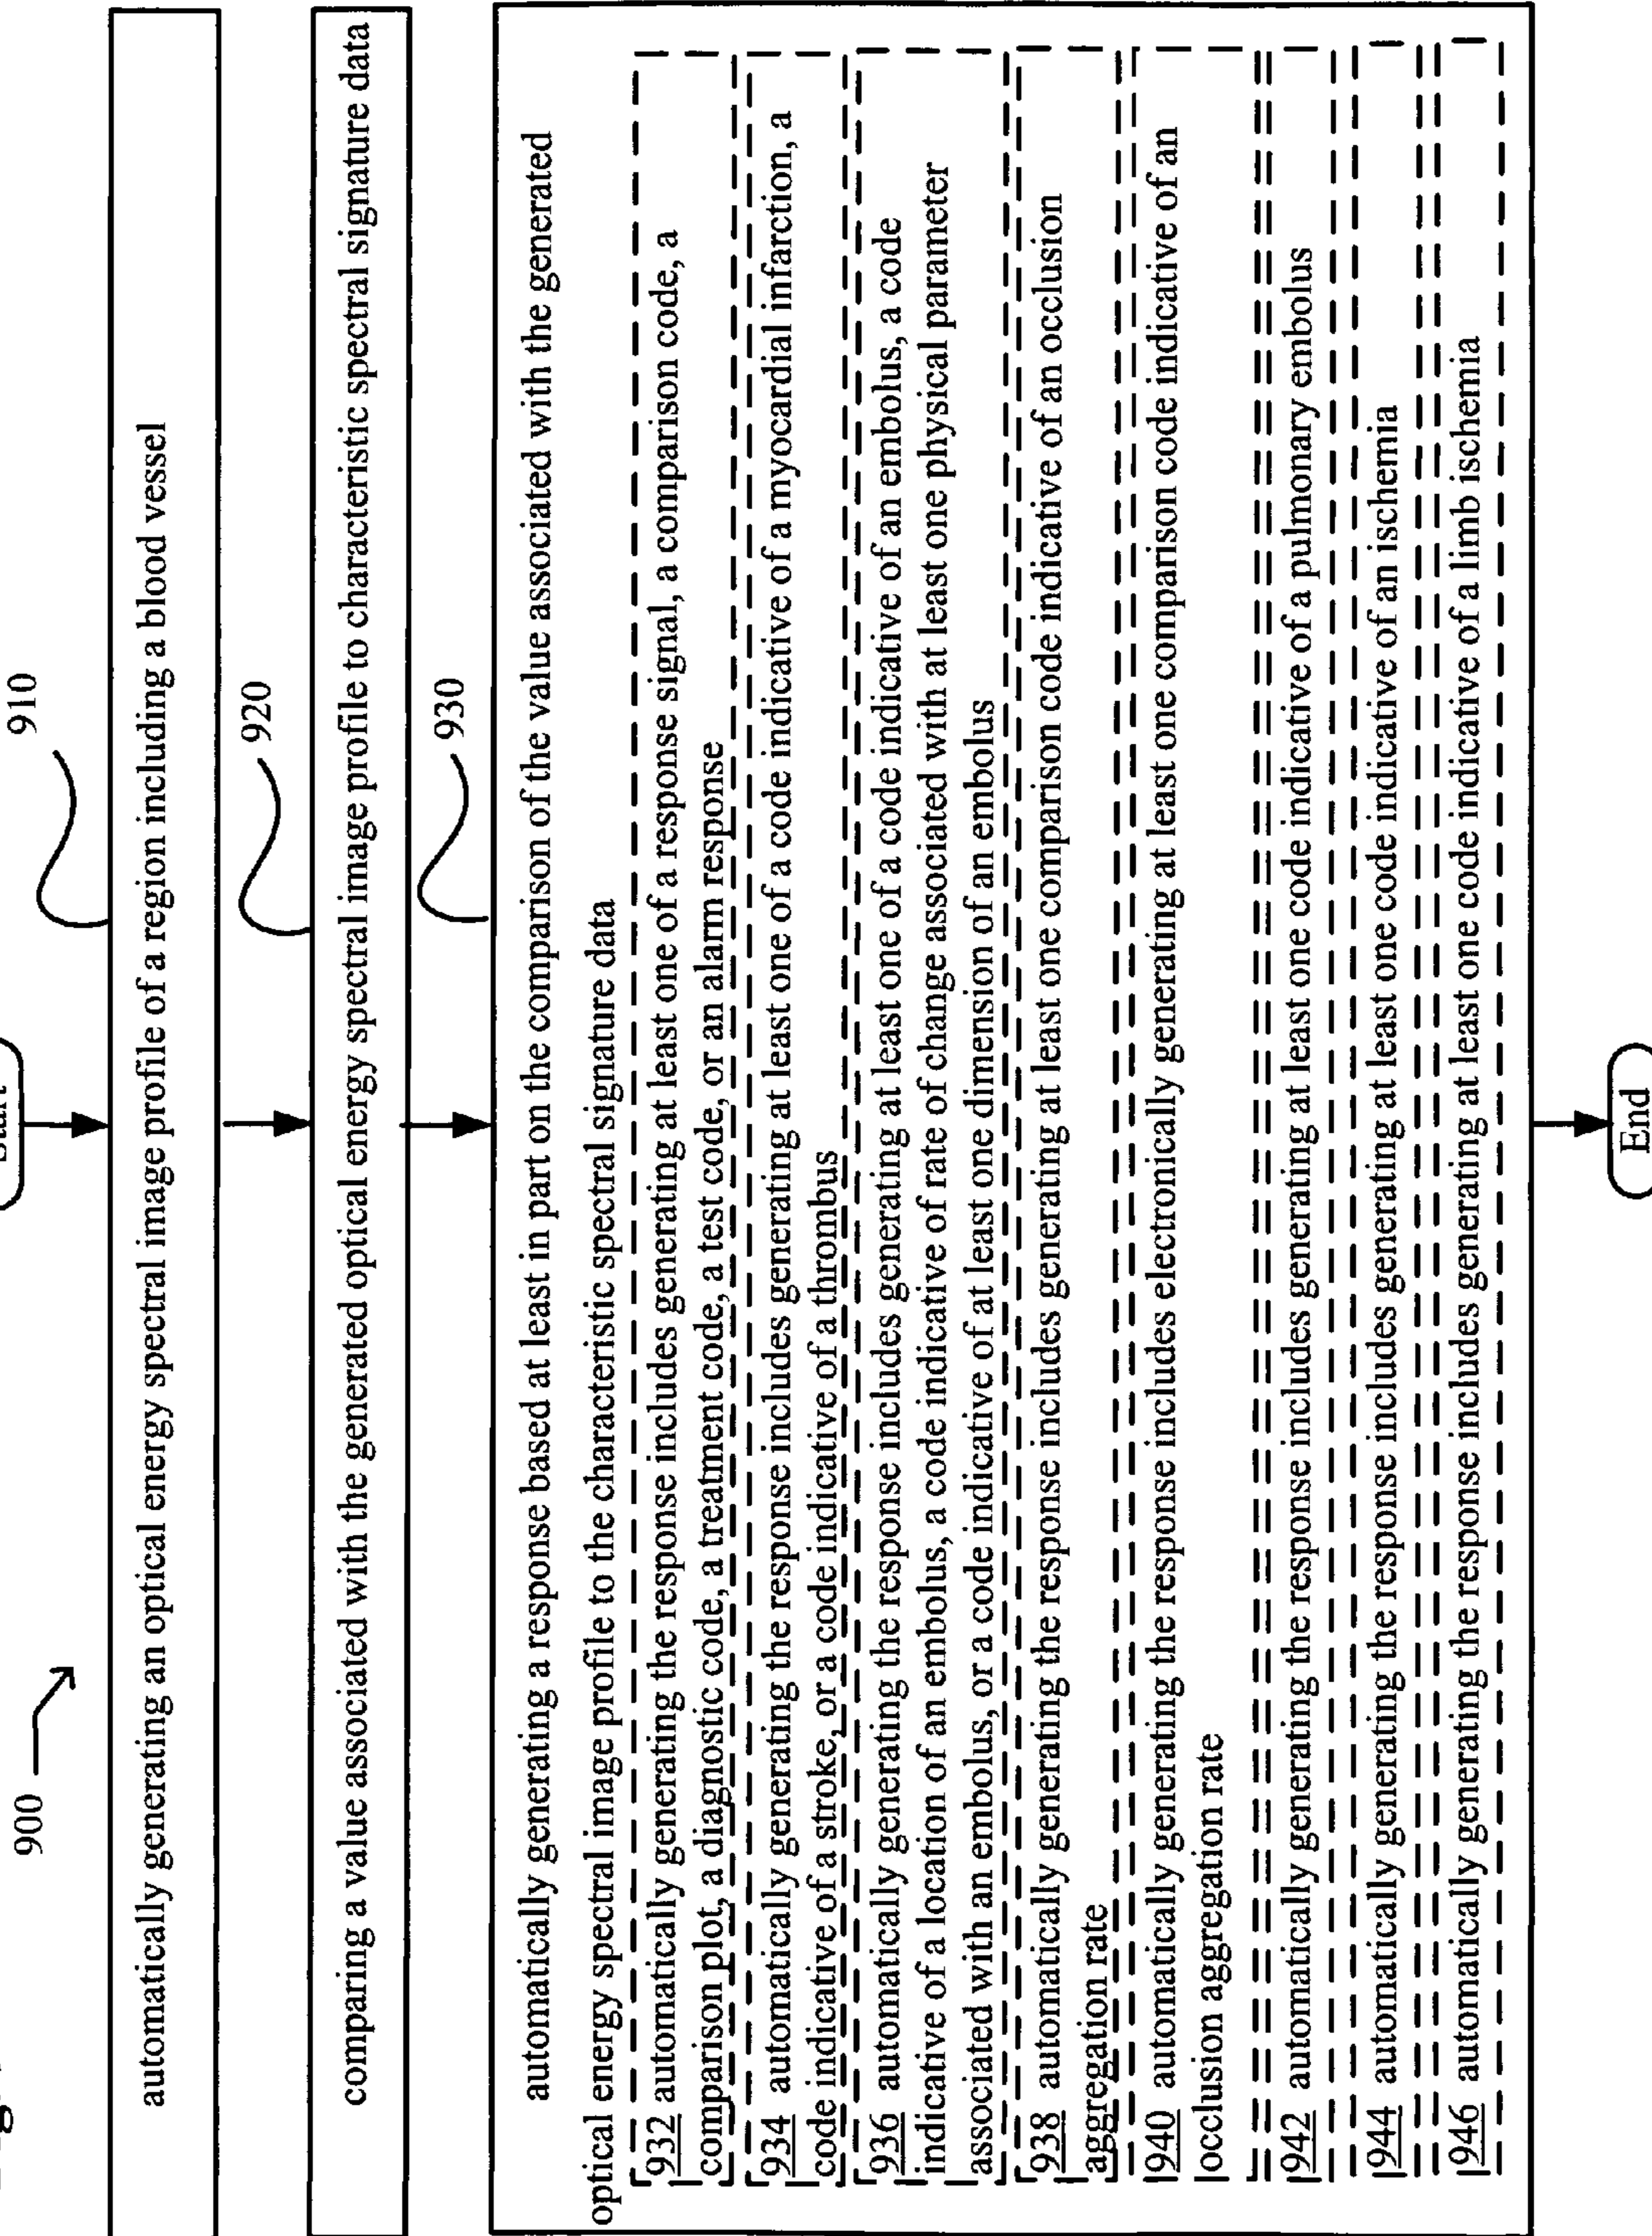 900
Start
910
automatically generating an optical energy spectral image profile of a region including a blood vessel
920
comparing a value associated with the generated optical energy spectral image profile to characteristic spectral signature data
930
automatically generating a response based at least in part on the comparison of the value associated with the generated
optical energy spectral image profile to the characteristic spectral signature data
932 automatically generating the response includes generating at least one of a response signal, a comparison code, a
comparison plot, a diagnostic code, a treatment code, a test code, or an alarm response
934 automatically generating the response includes generating at least one of a code indicative of a myocardial infarction, a
code indicative of a stroke, or a code indicative of a thrombus
936 automatically generating the response includes generating at least one of a code indicative of an embolus, a code
indicative of a location of an embolus, a code indicative of rate of change associated with at least one physical parameter
associated with an embolus, or a code indicative of at least one dimension of an embolus
938 automatically generating the response includes generating at least one comparison code indicative of an occlusion
aggregation rate
940 automatically generating the response includes electronically generating at least one comparison code indicative of an
occlusion aggregation rate
942 automatically generating the response includes generating at least one code indicative of a pulmonary embolus
944 automatically generating the response includes generating at least one code indicative of an ischemia
946 automatically generating the response includes generating at least one code indicative of a limb ischemia
End